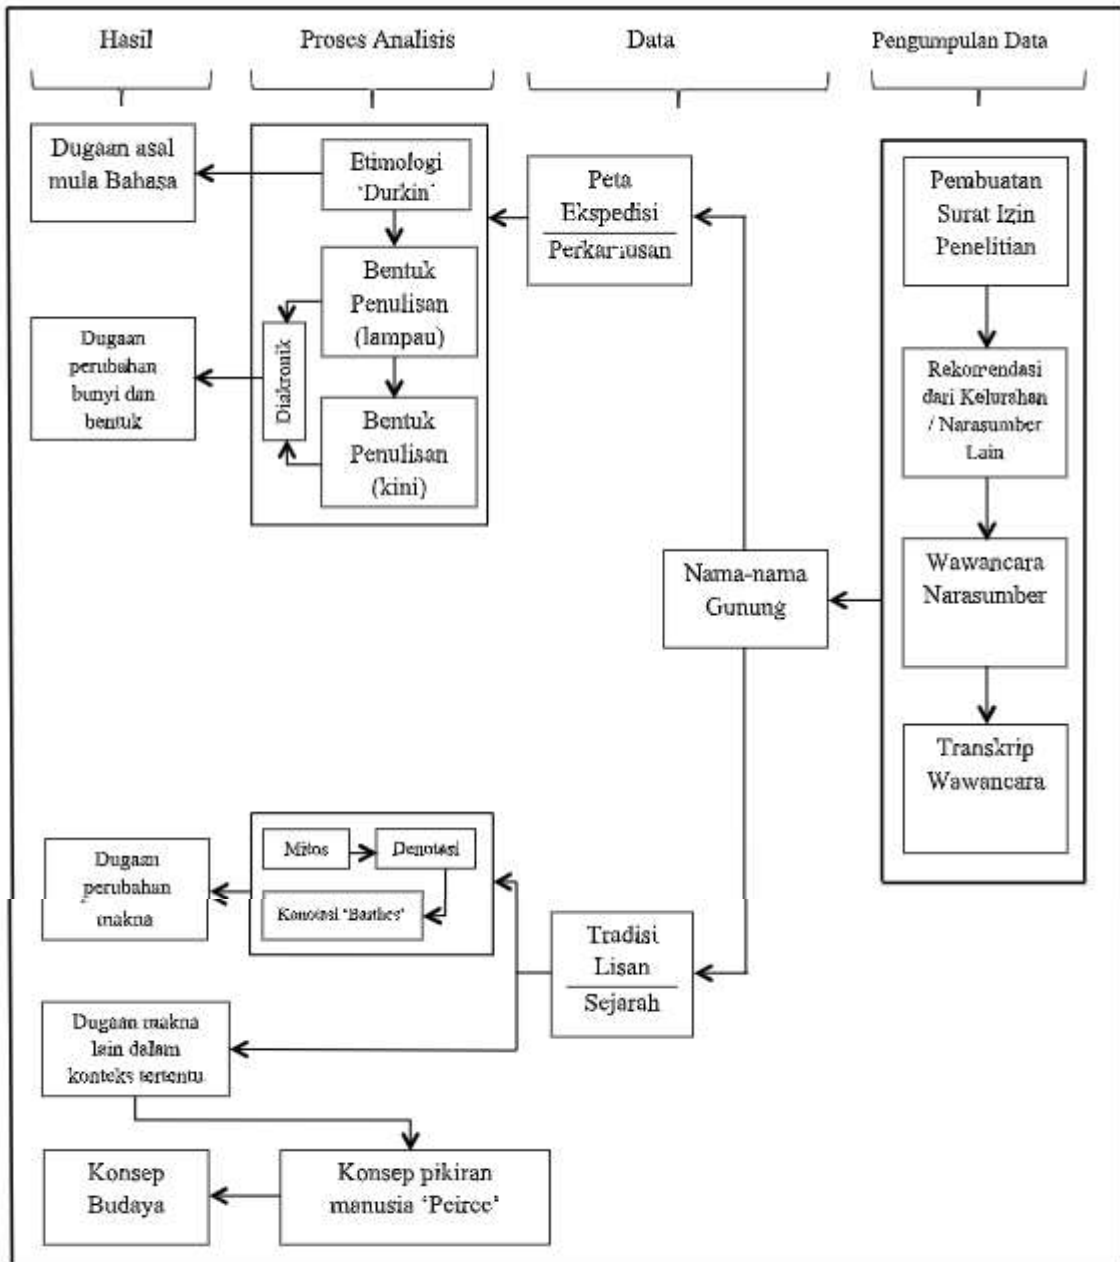 Hasil
Proses Analisis
Data
Pengumpulan Data
Dugaan asal
mula Bahasa
Etimologi
‘Durkin’
Peta
Ekspedisi
Pembuatan
Surat Izin
Penelitian
Bentuk
Penulisan
(lampau)
Dugaan
perubahan
bunyi dan
bentuk
Diakronik
Bentuk
Penulisan
(kini)
Rekomendasi
dari Kelurahan
/ Narasumber
Lain
Nama-nama
Gunung
Wawancara
Narasumber
Transkrip
Wawancara
Dugaan
perubahan
makna
Mitos
Denotasi
Konotasi ‘Barthes’
Tradisi
Lisan
Sejarah
Dugaan makna
lain dalam
konteks tertentu
Konsep
Budaya
Konsep pikiran
manusia ‘Peirce’